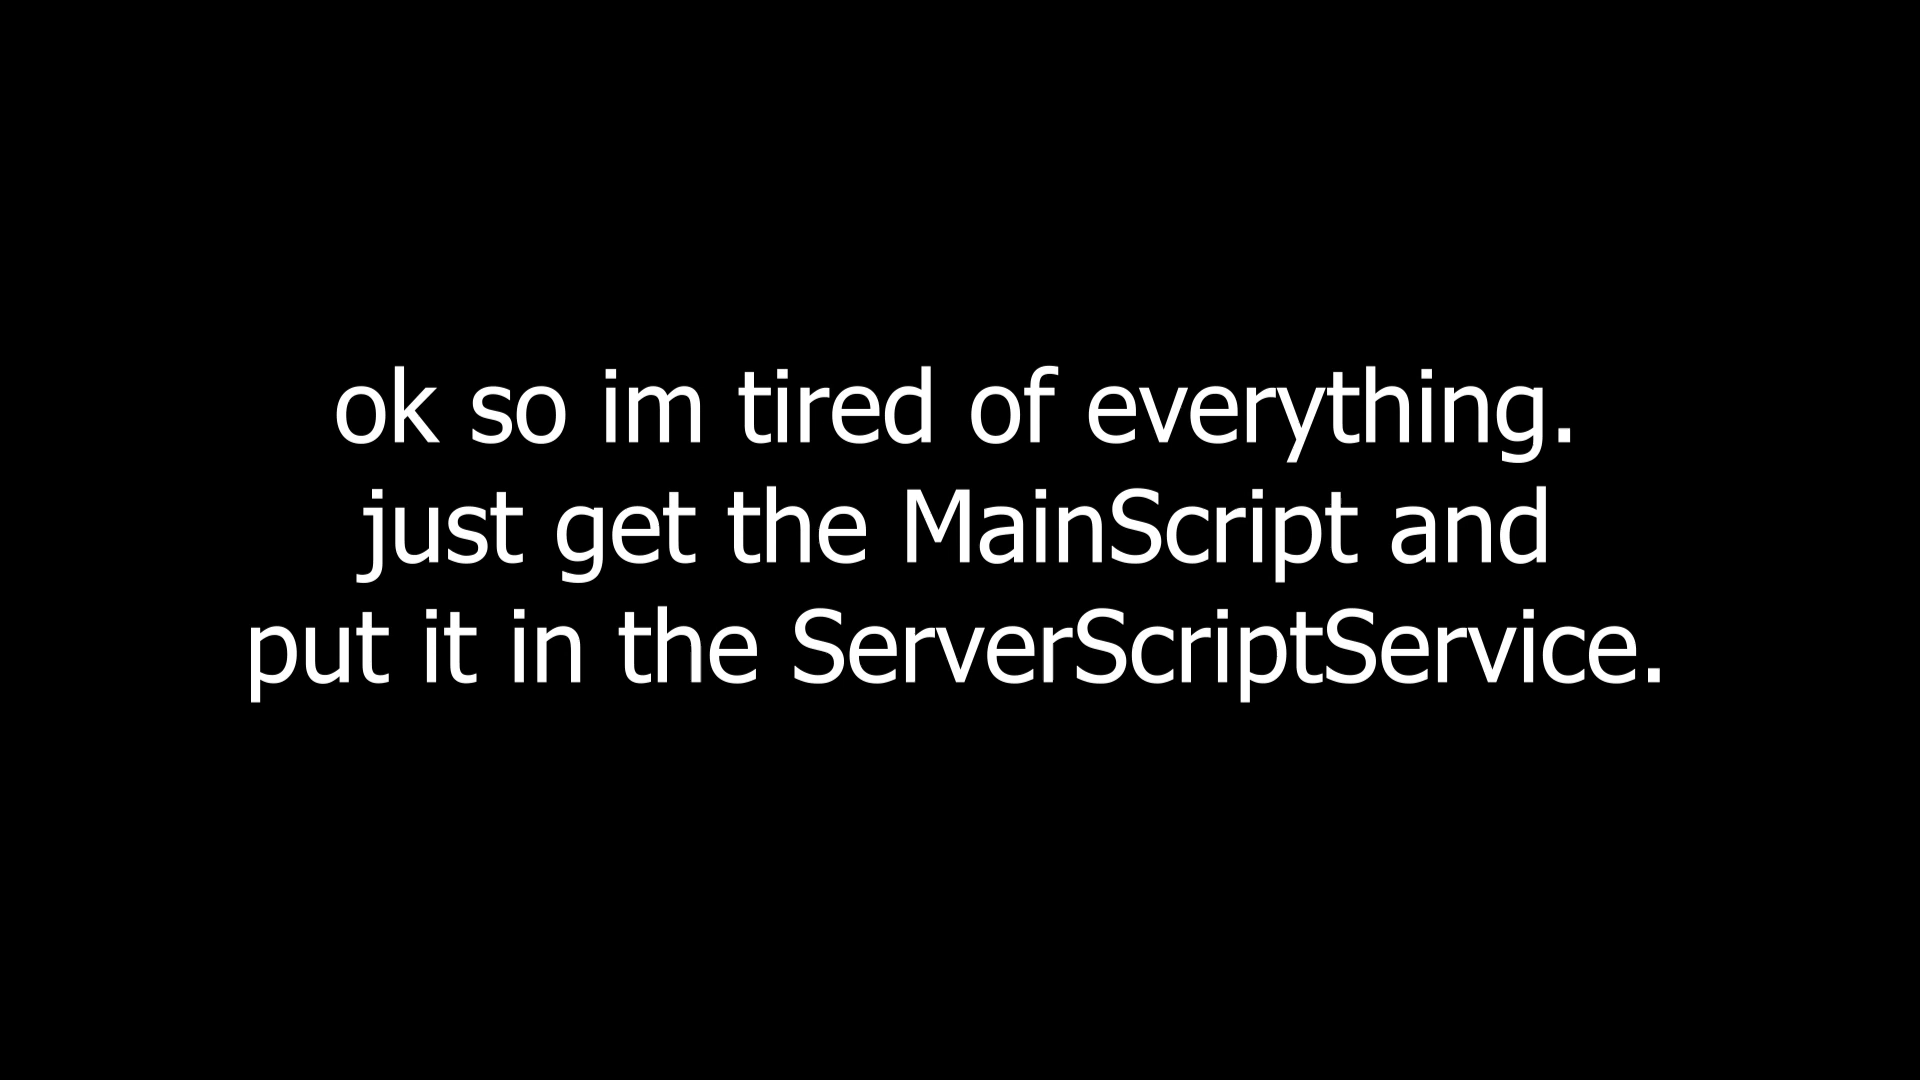 ok so im tired of everything.
just get the MainScript and
put it in the ServerScriptService.